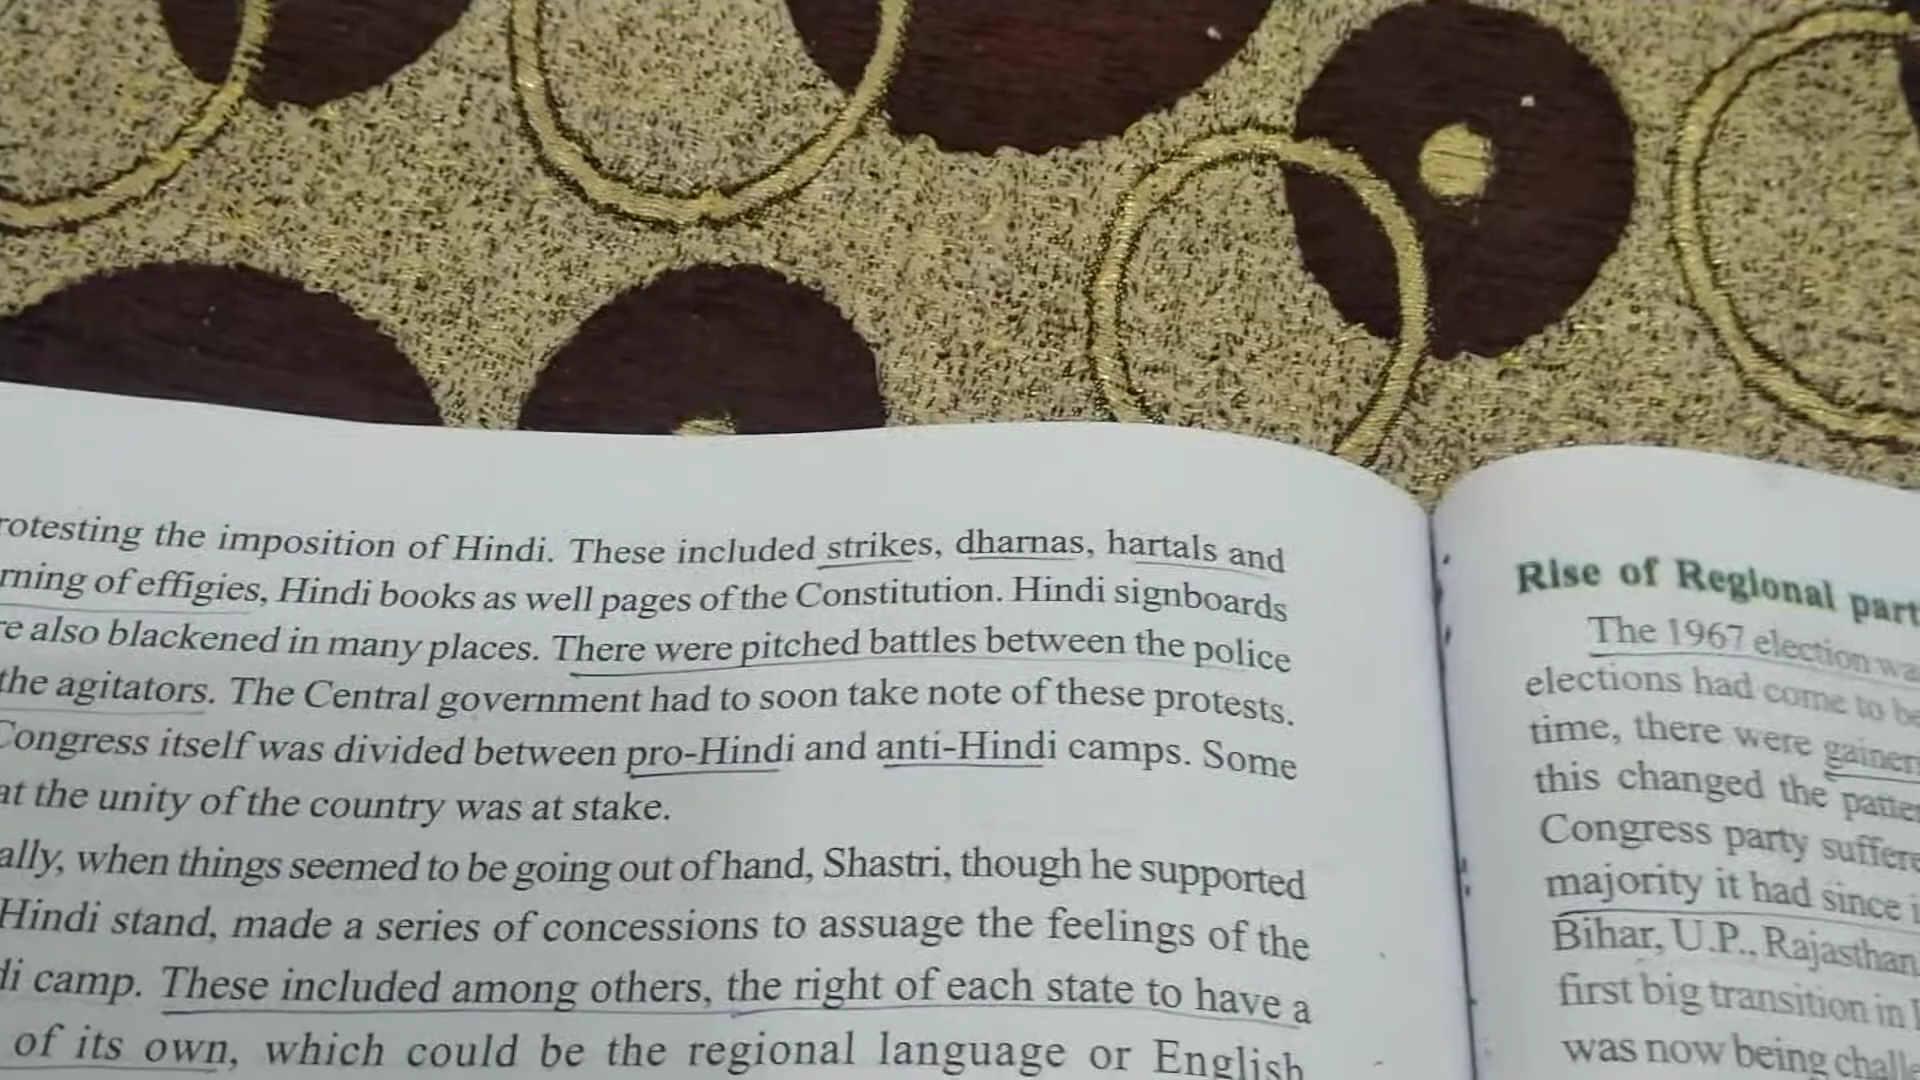 the imposition of Hindi. These included strikes, dharnas, hartals and
of effigies, Hindi books as well pages of the Constitution. Hindi signboards
also blackened in many places. There were pitched battles between the police
the agitators. The Central government had to soon take note of these protests.
Congress itself was divided between pro-Hindi and anti-Hindi camps. Some
the unity of the country was at stake.
when things seemed to be going out of hand, Shastri, though he supported
Hindi stand, made a series of concessions to assuage the feelings of the
camp. These included among others, the right of each state to have a
of its own, which could be the regional language or English
Rise of Regional
The 1967 election
elections had come to
time, there were
this changed the
Congress party
majority it had since
Bihar, U.P., Rajasthan
first big transition in
was now being